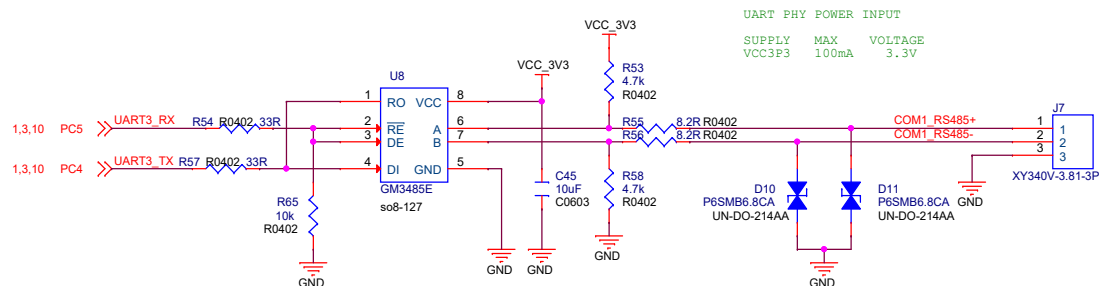 UART PHY POWER INPUT
SUPPLY MAX VOLTAGE
VCC3P3 100mA 3.3V
VCC_3V3
R53
4.7k
R0402
VCC_3V3
U8
1 RO VCC 8
1,3,10 PC5 UART3_RX R54 R0402 33R 2 RE A 6 R55 8.2R R0402 COM1_RS485+
3 DE B 7 R56 8.2R R0402 COM1_RS485-
1,3,10 PC4 UART3_TX R57 R0402 33R 4 DI GND 5
GM3485E
so8-127
J7
1 1
2 2
3 3
XY340V-3.81-3P
GND
C45
10uF
C0603
R58
4.7k
R0402
R65
10k
R0402
D10
P6SMB6.8CA
UN-DO-214AA
D11
P6SMB6.8CA
UN-DO-214AA
GND
GND
GND
GND
GND